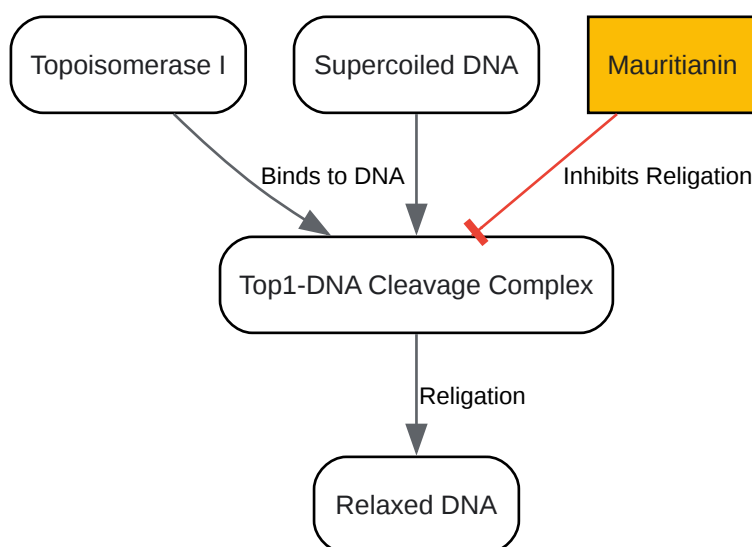 Topoisomerase I
Supercoiled DNA
Mauritianin
Binds to DNA
Inhibits Religation
Top1-DNA Cleavage Complex
Religation
Relaxed DNA